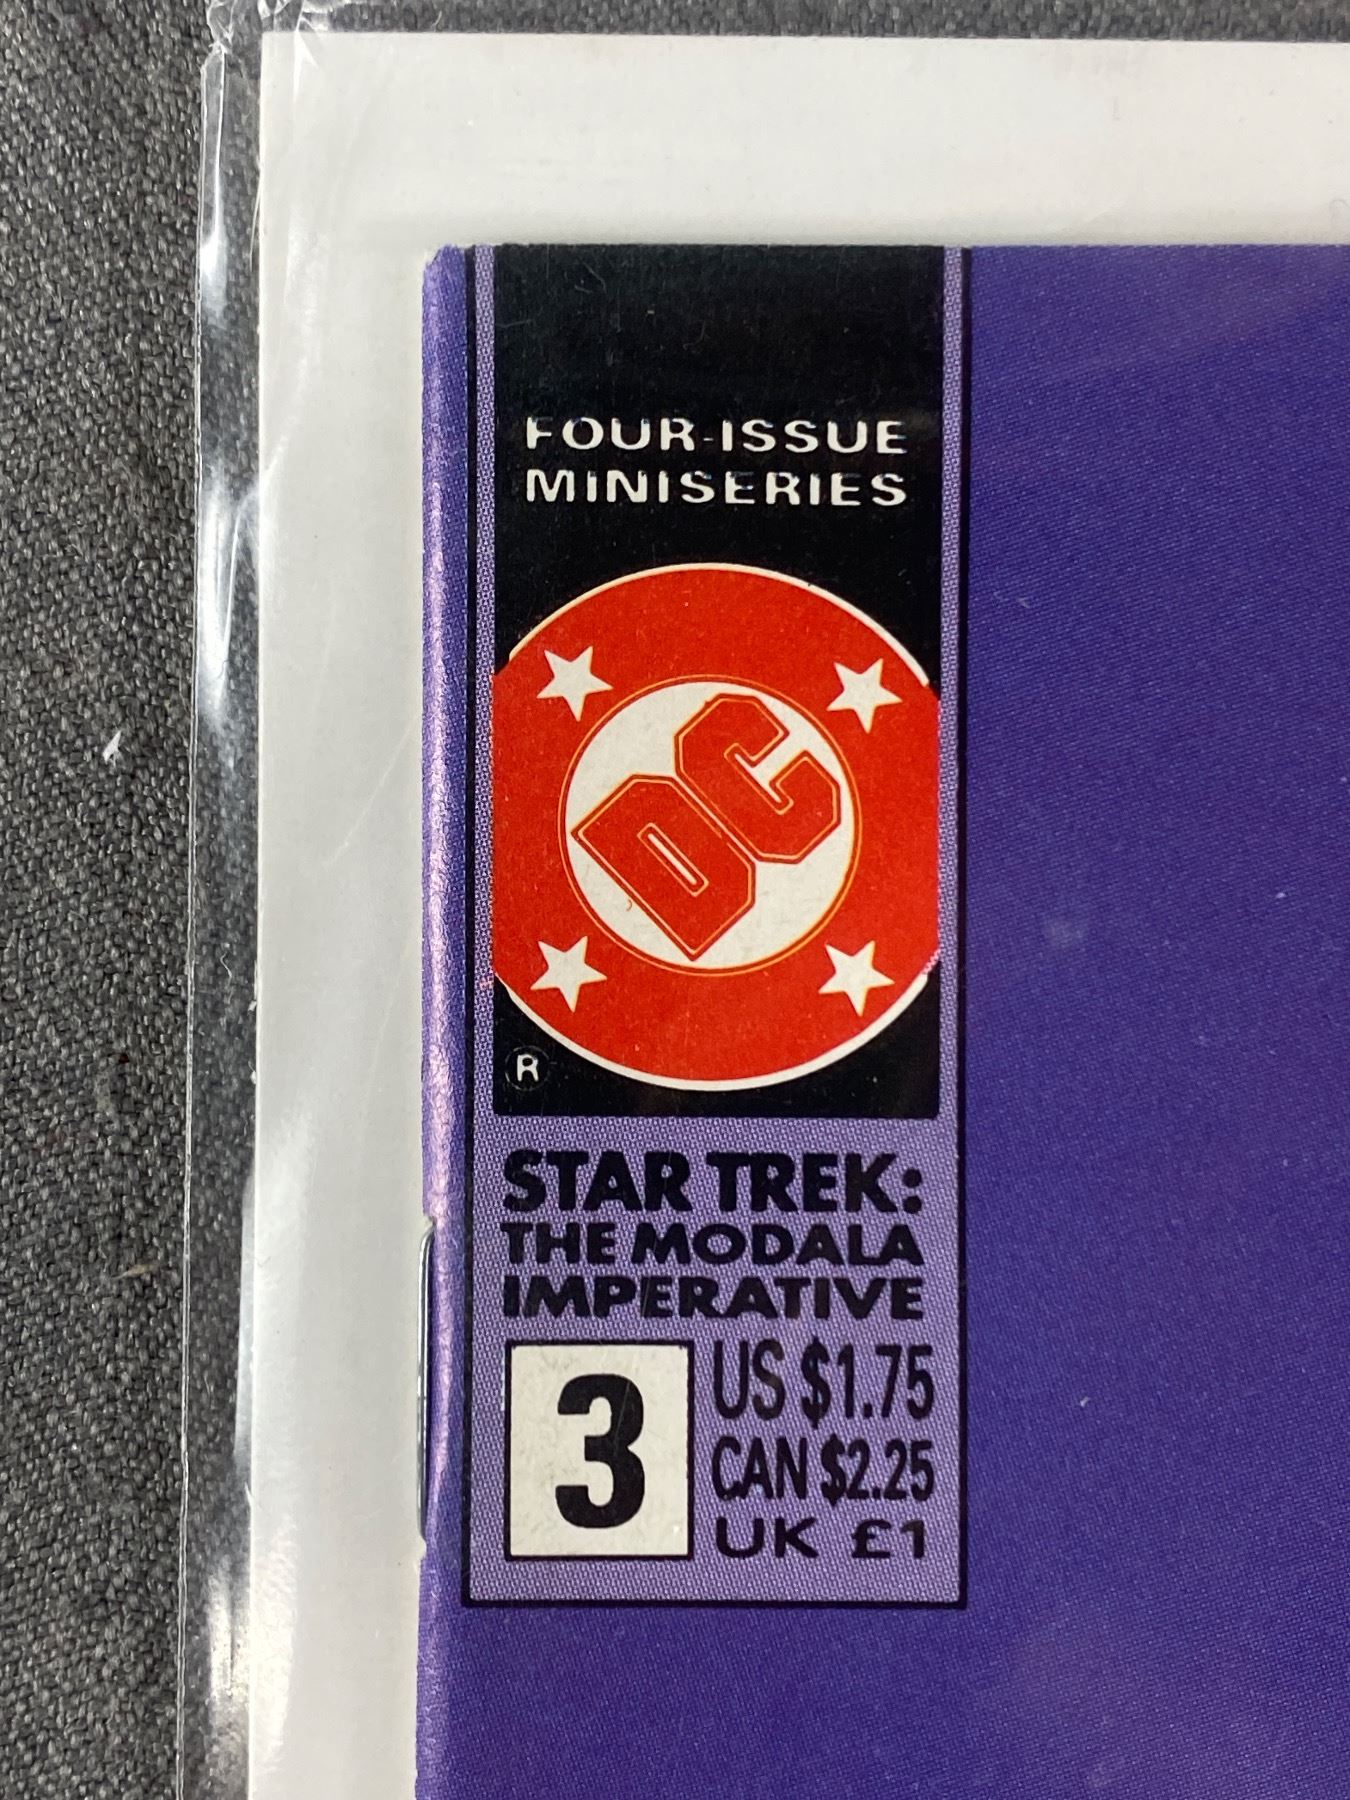 FOUR-ISSUE
MINISERIES
DC
R
STAR TREK:
THE MODALA
IMPERATIVE
3
US $1.75
CAN $2.25
UK £1